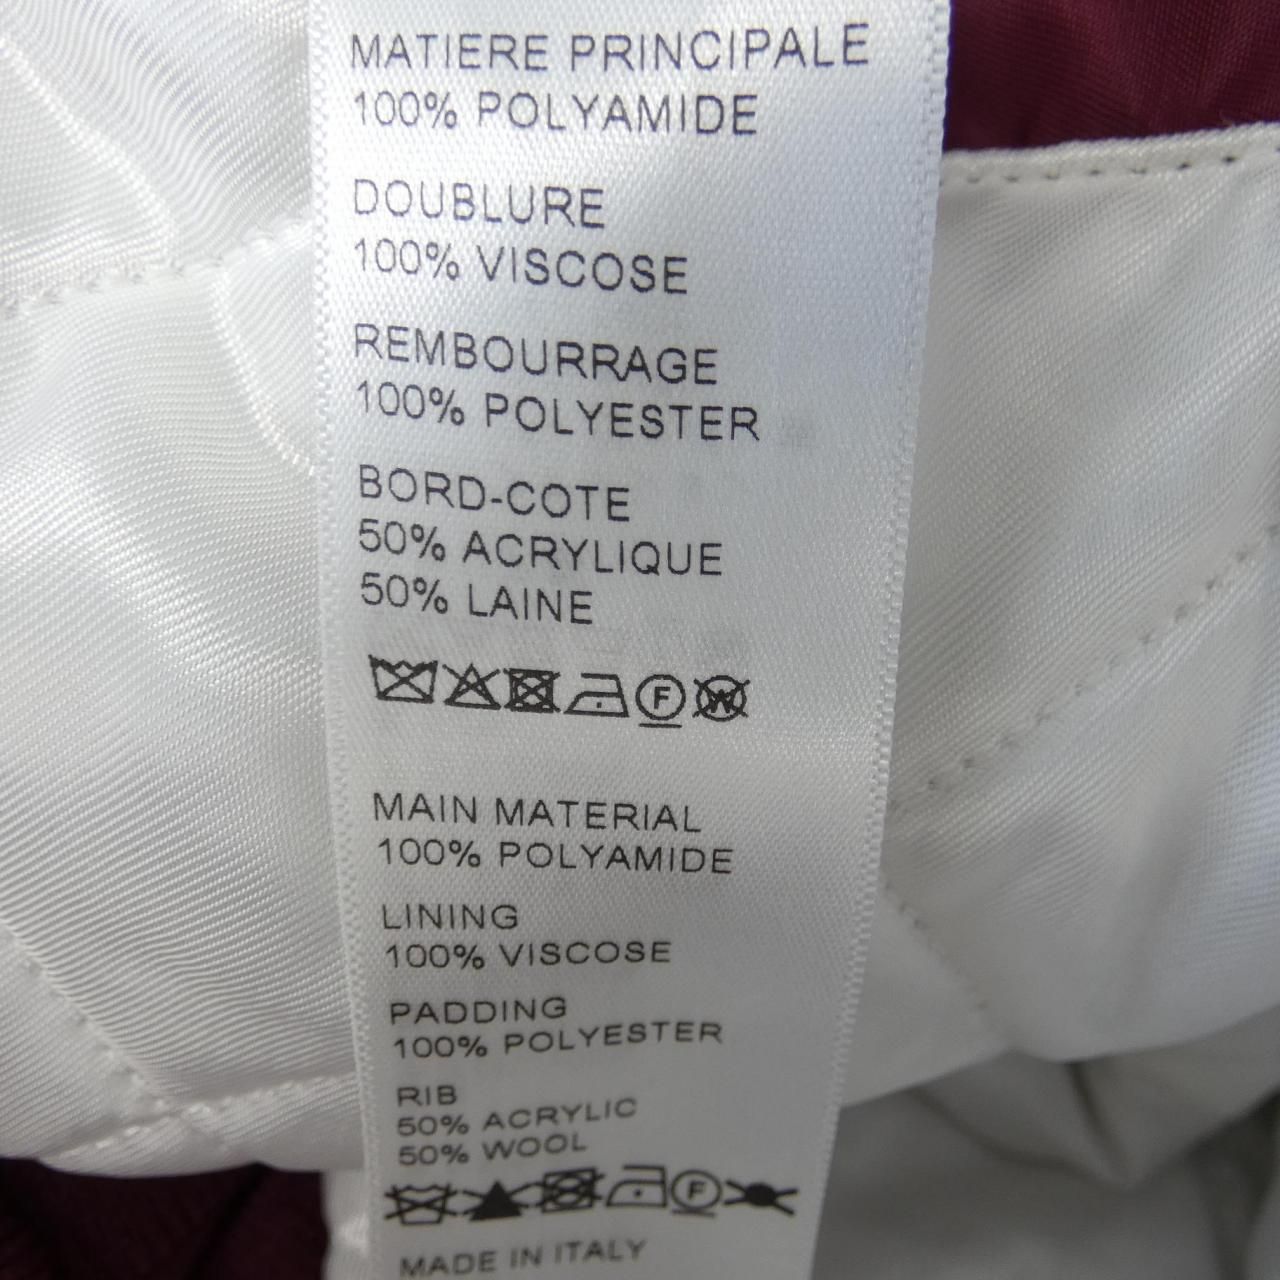 MATIERE PRINCIPALE
100% POLYAMIDE
DOUBLURE
100% VISCOSE
REMBOURRAGE
100% POLYESTER
BORD-COTE
50% ACRYLIQUE
50% LAINE
F W
MAIN MATERIAL
100% POLYAMIDE
LINING
100% VISCOSE
PADDING
100% POLYESTER
RIB
50% ACRYLIC
50% WOOL
F
MADE IN ITALY